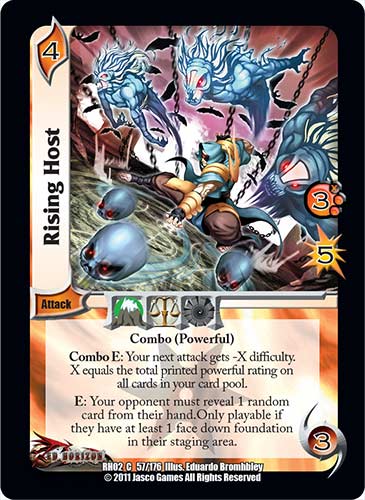 4
Rising Host
3
5
Attack
Combo (Powerful)
Combo E: Your next attack gets -X difficulty.
X equals the total printed powerful rating on
all cards in your card pool.
E: Your opponent must reveal 1 random
card from their hand.Only playable if
they have at least 1 face down foundation
in their staging area.
3
RED HORIZON
RH02 C 57/176 Illus. Eduardo Brombbley
© 2011 Jasco Games All Rights Reserved